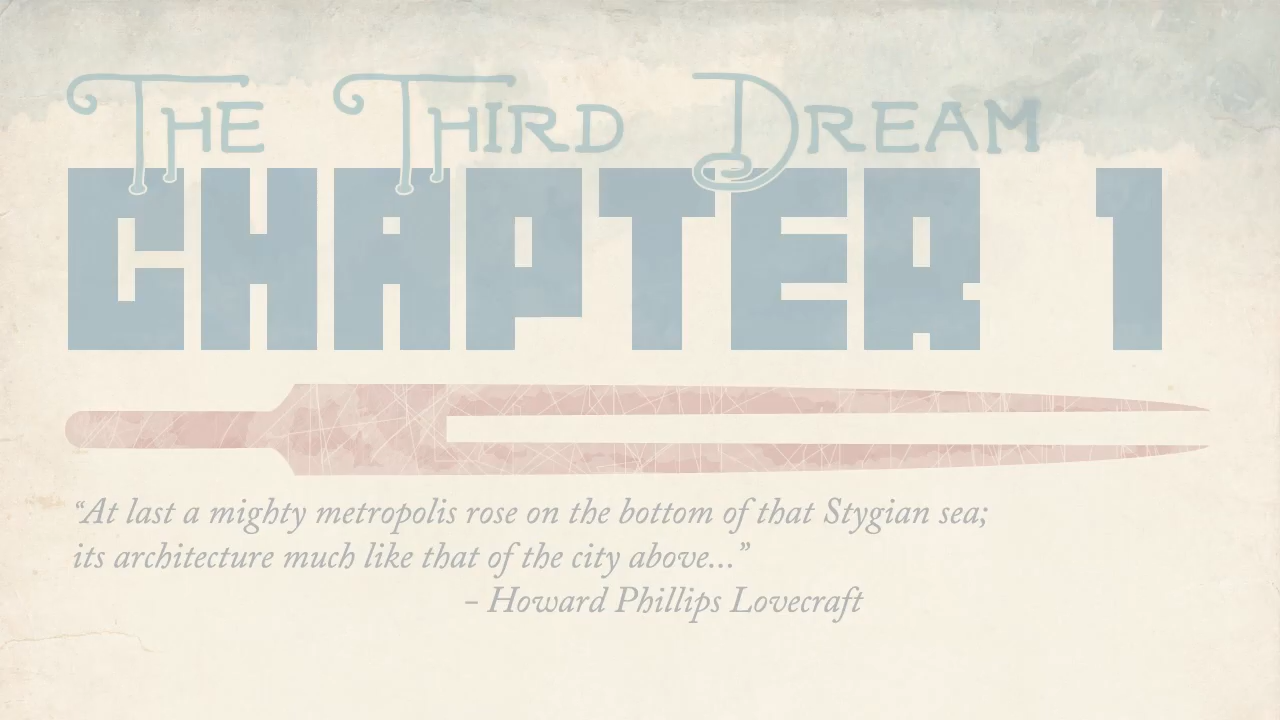 The Third Dream
CHAPTER 1
“At last a mighty metropolis rose on the bottom of that Stygian sea;
its architecture much like that of the city above...”
– Howard Phillips Lovecraft